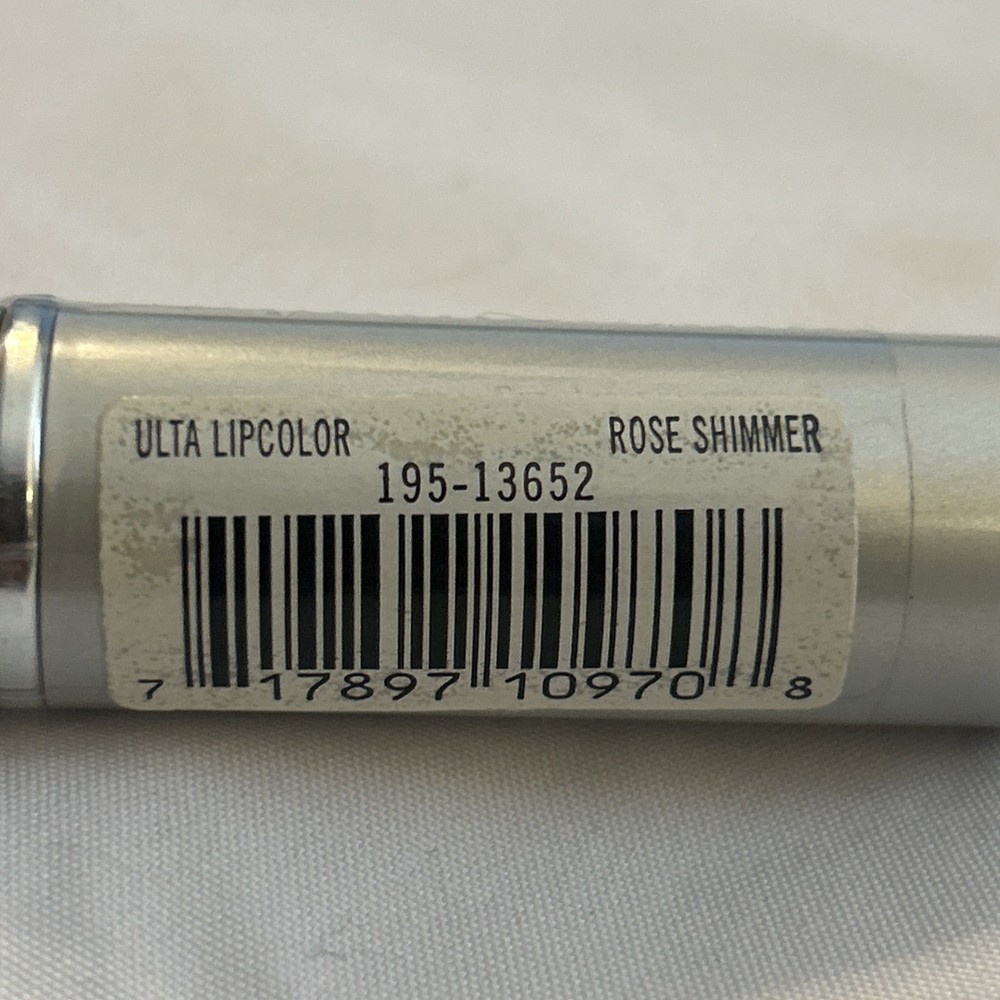 ULTA LIPCOLOR ROSE SHIMMER
195-13652
7 17897 10970 8